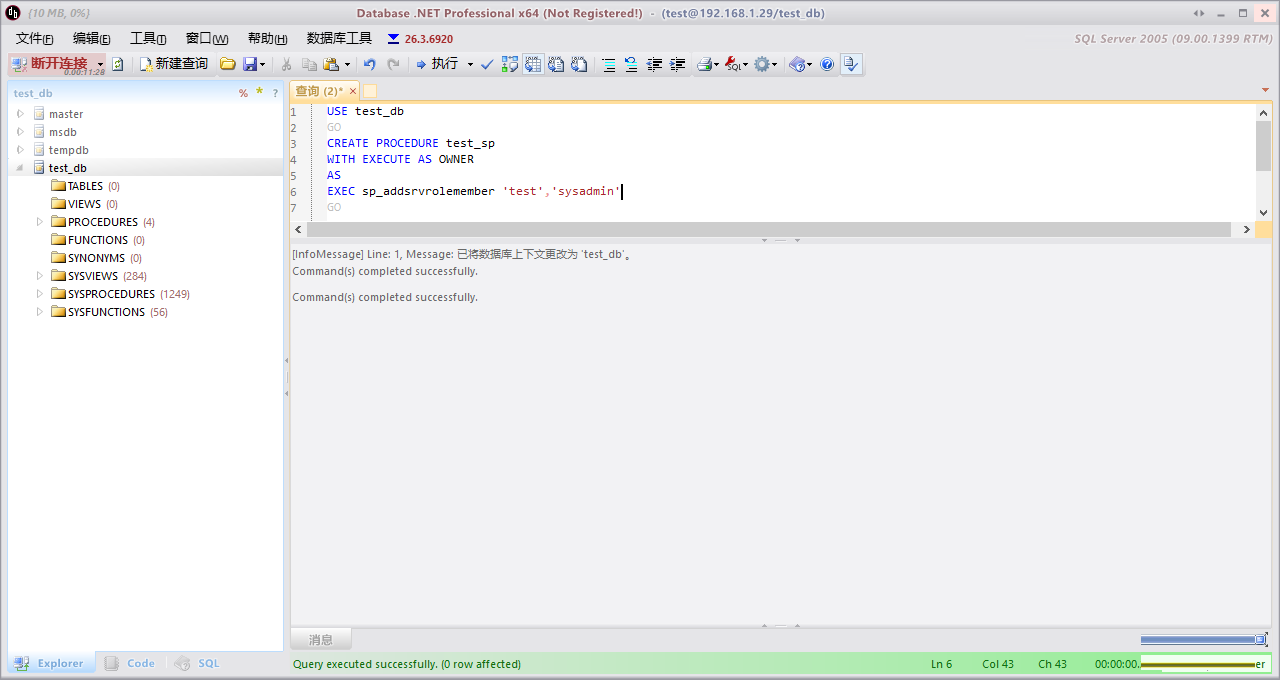 {10 MB, 0%}
Database .NET Professional x64 (Not Registered!) - (test@192.168.1.29/test_db)
文件(F) 编辑(E) 工具(T) 窗口(W) 帮助(H) 数据库工具 26.3.6920
SQL Server 2005 (09.00.1399 RTM)
断开连接 新建查询 执行
0.00:11:28
test_db % * ?
查询 (2)* ×
master
msdb
tempdb
test_db
TABLES (0)
VIEWS (0)
PROCEDURES (4)
FUNCTIONS (0)
SYNONYMS (0)
SYSVIEWS (284)
SYSPROCEDURES (1249)
SYSFUNCTIONS (56)
1 USE test_db
2 GO
3 CREATE PROCEDURE test_sp
4 WITH EXECUTE AS OWNER
5 AS
6 EXEC sp_addsrvrolemember 'test','sysadmin'
7 GO
[InfoMessage] Line: 1, Message: 已将数据库上下文更改为 'test_db'。
Command(s) completed successfully.
Command(s) completed successfully.
消息
Explorer Code SQL
Query executed successfully. (0 row affected) Ln 6 Col 43 Ch 43 00:00:00.